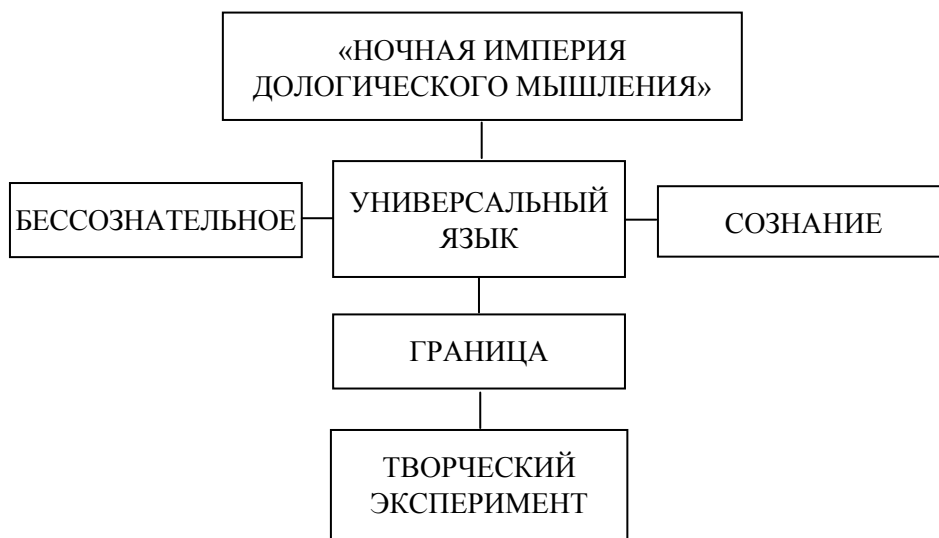 «НОЧНАЯ ИМПЕРИЯ
ДОЛОГИЧЕСКОГО МЫШЛЕНИЯ»
БЕССОЗНАТЕЛЬНОЕ
УНИВЕРСАЛЬНЫЙ
ЯЗЫК
СОЗНАНИЕ
ГРАНИЦА
ТВОРЧЕСКИЙ
ЭКСПЕРИМЕНТ